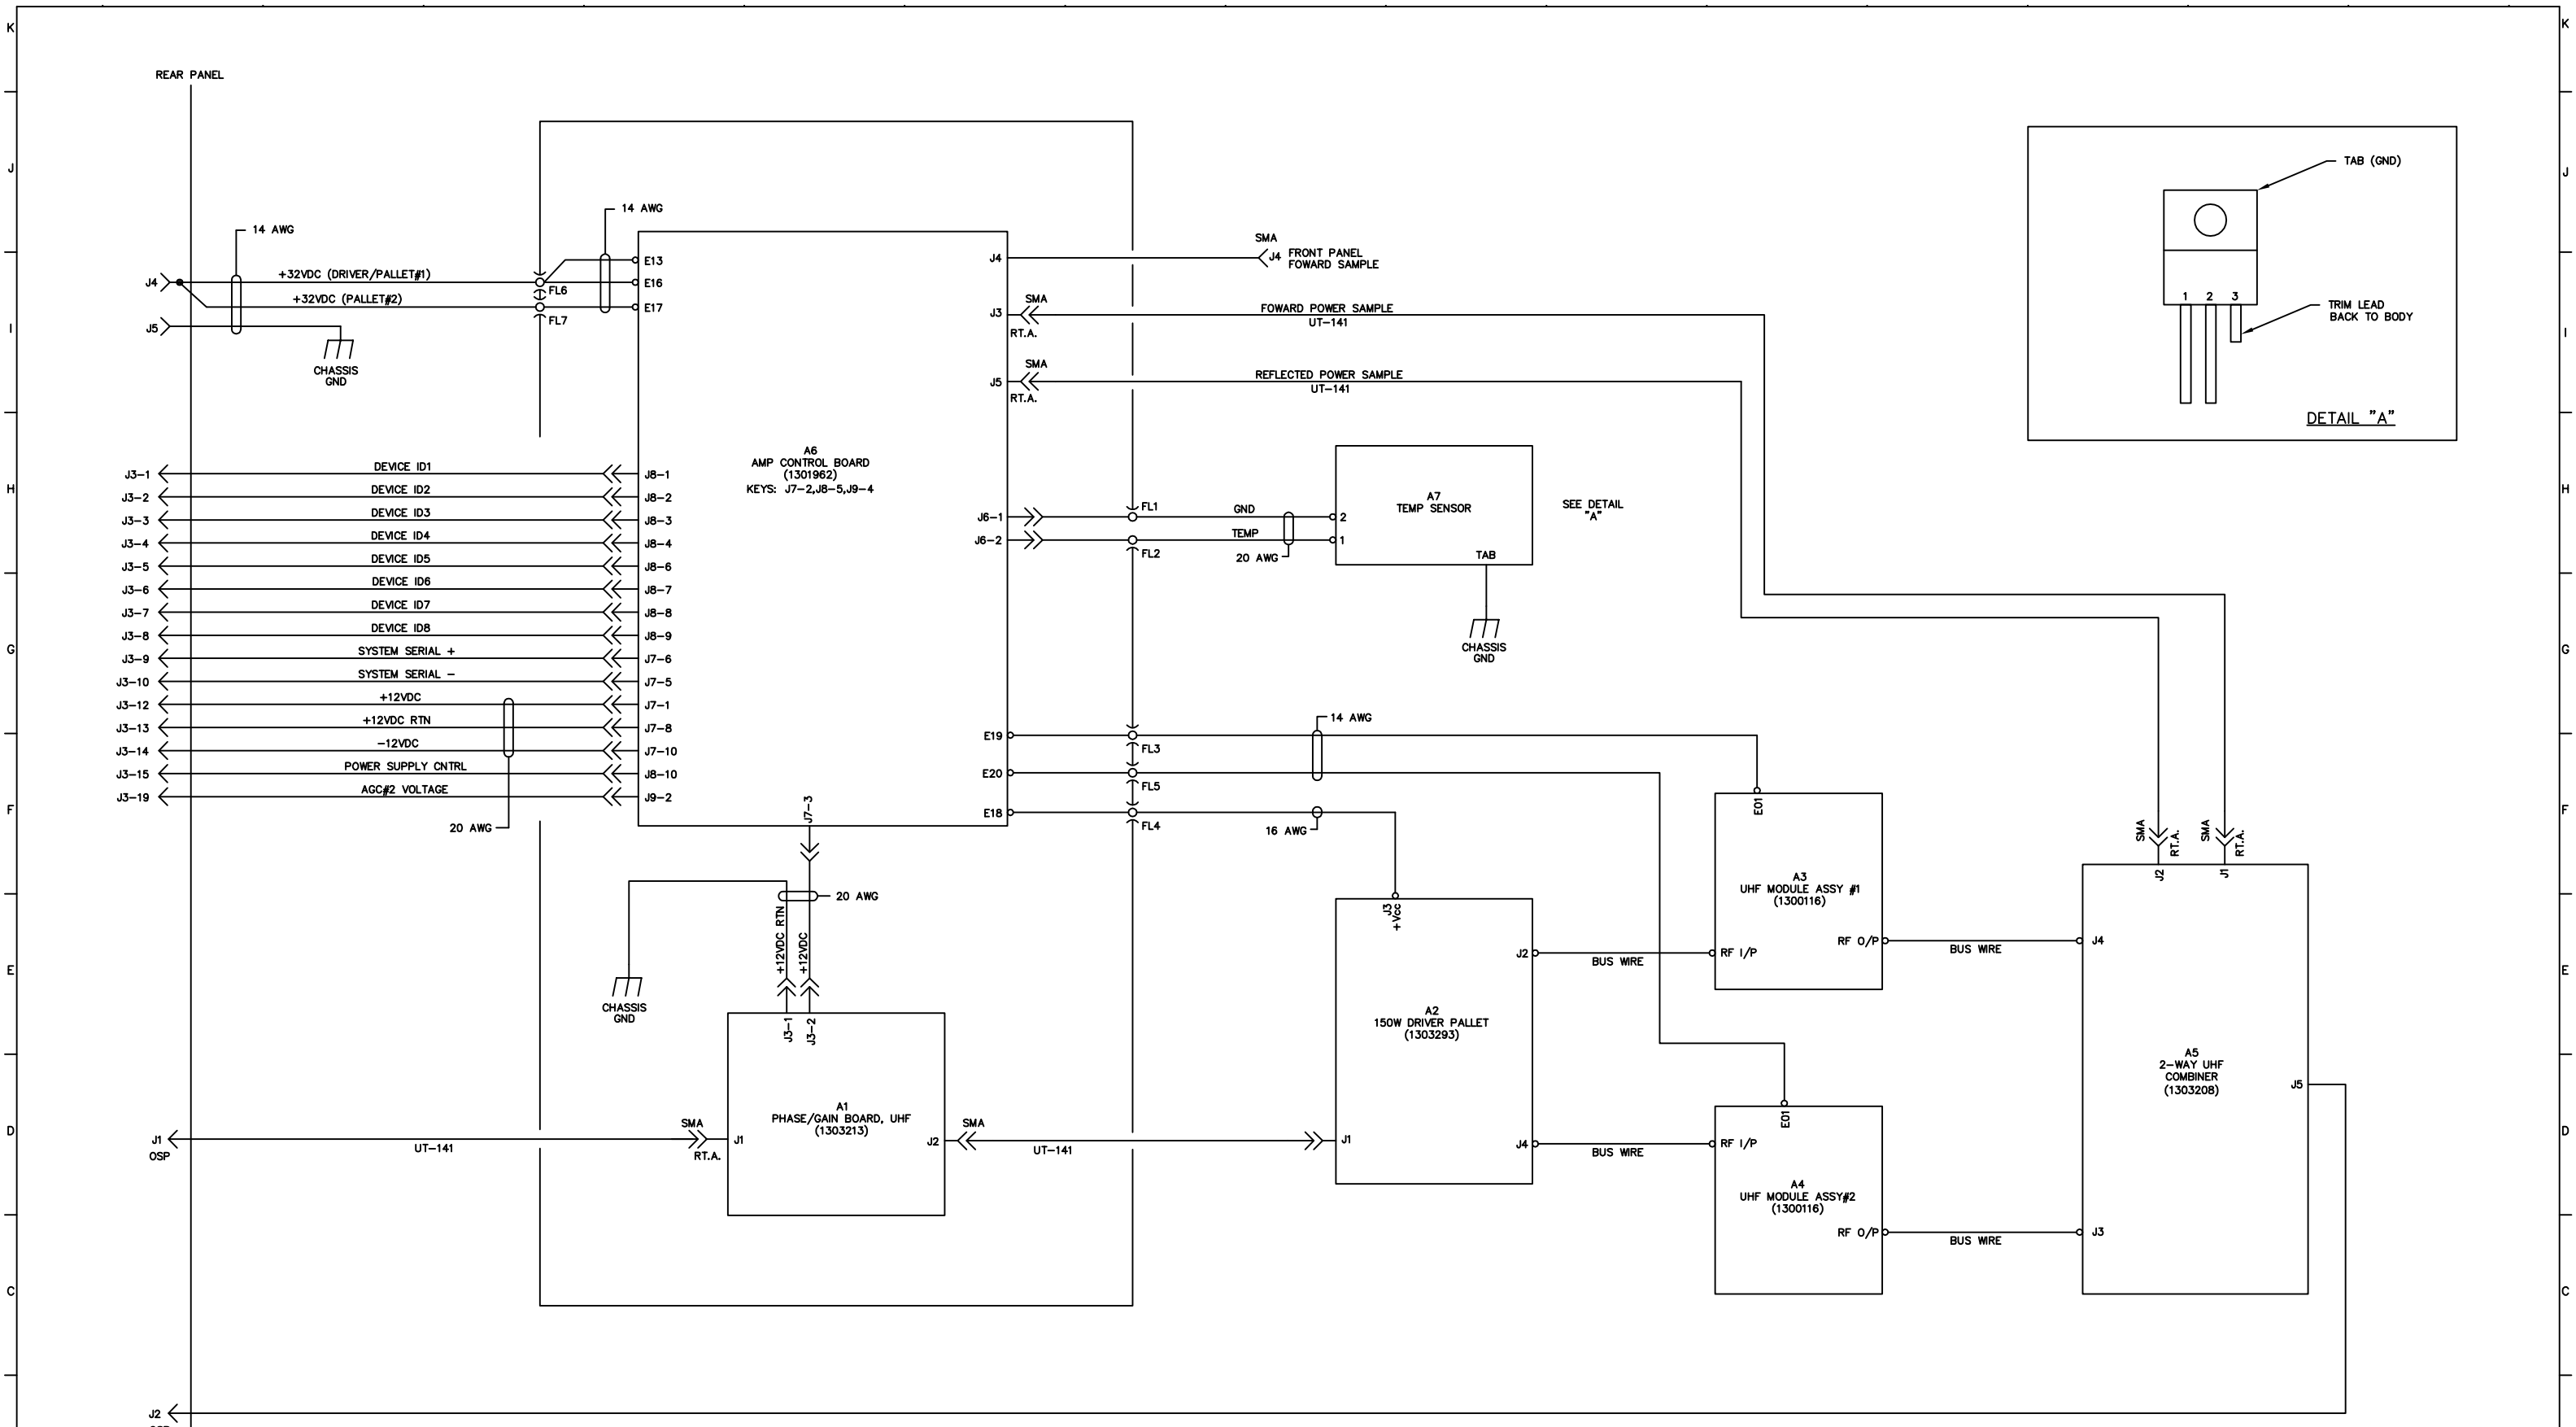 K
K
REAR PANEL
J
J
TAB (GND)
1 2 3
TRIM LEAD
BACK TO BODY
DETAIL "A"
14 AWG
14 AWG
J4
+32VDC (DRIVER/PALLET#1)
+32VDC (PALLET#2)
J5
CHASSIS
GND
FL6
FL7
E13
E16
E17
I
I
J4
SMA
J4 FRONT PANEL
FOWARD SAMPLE
J3
SMA
RT.A.
FOWARD POWER SAMPLE
UT-141
J5
SMA
RT.A.
REFLECTED POWER SAMPLE
UT-141
A6
AMP CONTROL BOARD
(1301962)
KEYS: J7-2,J8-5,J9-4
H
H
J3-1 DEVICE ID1 J8-1
J3-2 DEVICE ID2 J8-2
J3-3 DEVICE ID3 J8-3
J3-4 DEVICE ID4 J8-4
J3-5 DEVICE ID5 J8-6
J3-6 DEVICE ID6 J8-7
J3-7 DEVICE ID7 J8-8
J3-8 DEVICE ID8 J8-9
J3-9 SYSTEM SERIAL + J7-6
J3-10 SYSTEM SERIAL - J7-5
J3-12 +12VDC J7-1
J3-13 +12VDC RTN J7-8
J3-14 -12VDC J7-10
J3-15 POWER SUPPLY CNTRL J8-10
J3-19 AGC#2 VOLTAGE J9-2
20 AWG
J6-1
J6-2
FL1
FL2
GND
TEMP
20 AWG
2
1
A7
TEMP SENSOR
TAB
SEE DETAIL
"A"
CHASSIS
GND
G
G
E19
E20
E18
FL3
FL5
FL4
14 AWG
16 AWG
F
F
J7-3
20 AWG
+12VDC RTN
+12VDC
CHASSIS
GND
J3-1
J3-2
E01
A3
UHF MODULE ASSY #1
(1300116)
RF I/P
RF O/P
BUS WIRE
SMA
RT.A.
SMA
RT.A.
J2
J1
J4
E
E
J3
+Vcc
J2
A2
150W DRIVER PALLET
(1303293)
J1
J4
BUS WIRE
BUS WIRE
A5
2-WAY UHF
COMBINER
(1303208)
J5
J3
D
D
J1
OSP
UT-141
SMA
RT.A.
J1
A1
PHASE/GAIN BOARD, UHF
(1303213)
J2
SMA
UT-141
E01
RF I/P
A4
UHF MODULE ASSY#2
(1300116)
RF O/P
BUS WIRE
C
C
J2